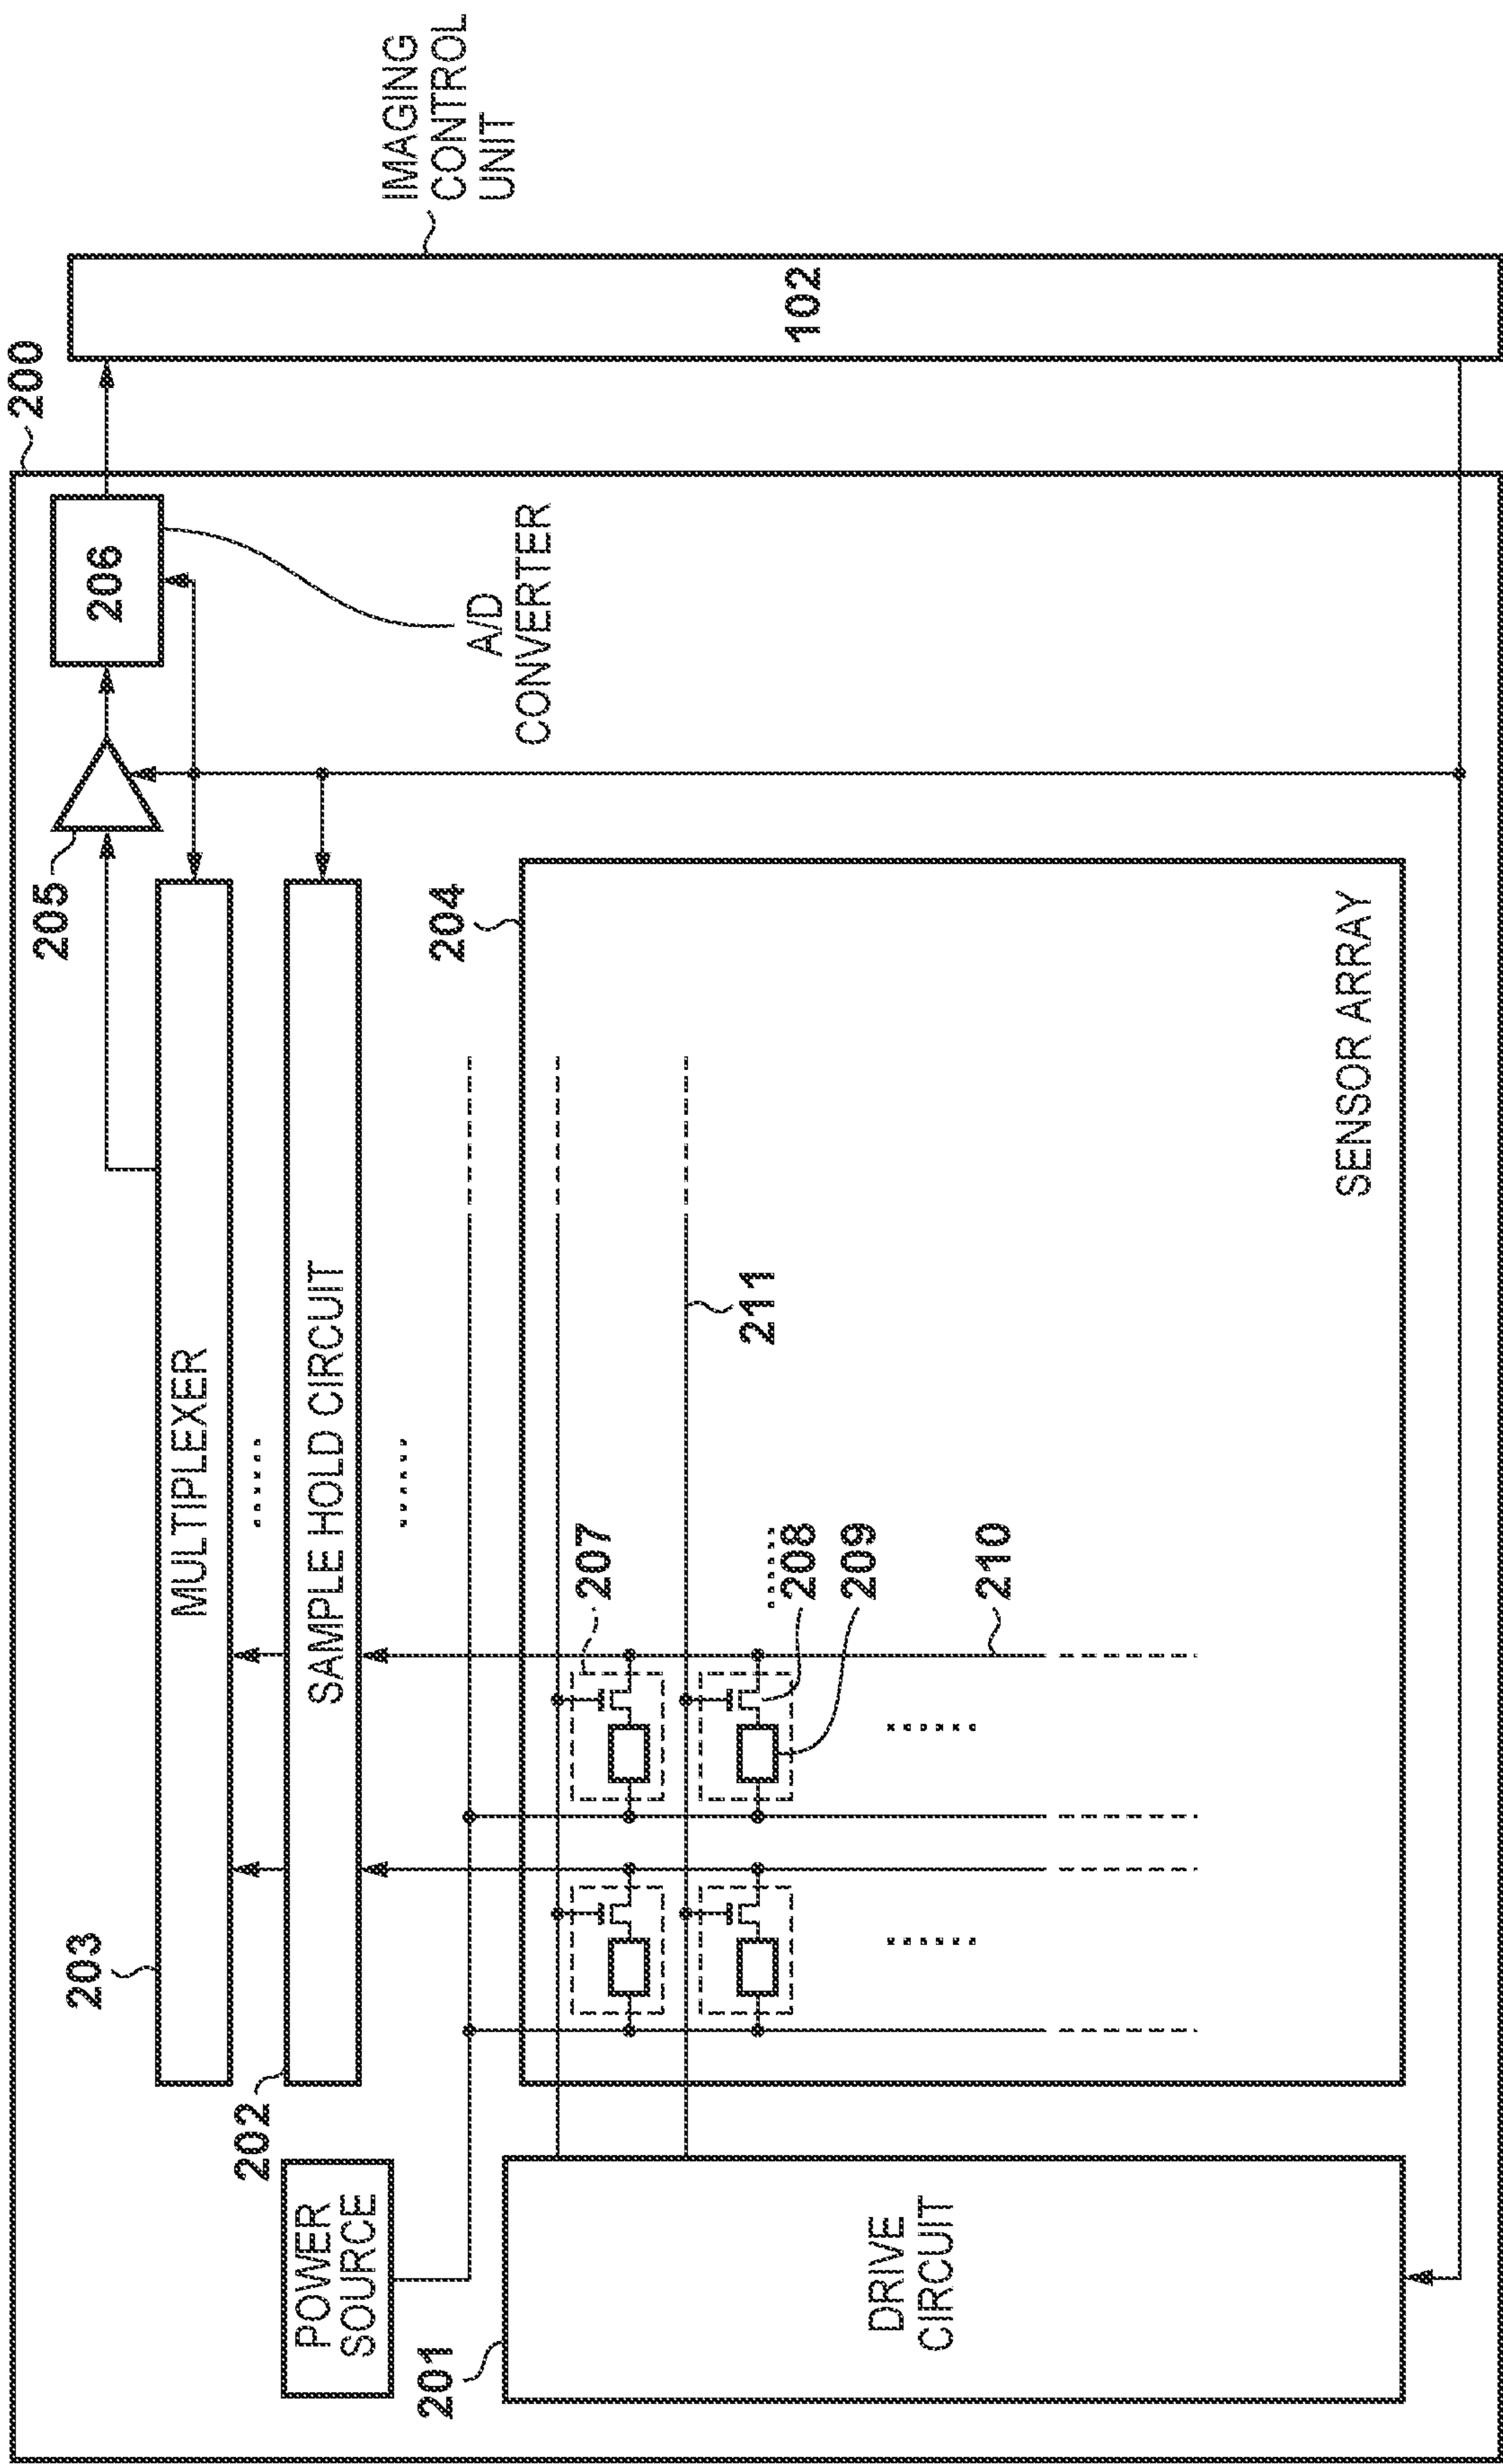 200
IMAGING
CONTROL
UNIT
102
206
A/D
CONVERTER
205
203
MULTIPLEXER
202
SAMPLE HOLD CIRCUIT
POWER
SOURCE
204
201
207
211
208
209
210
DRIVE
CIRCUIT
SENSOR ARRAY